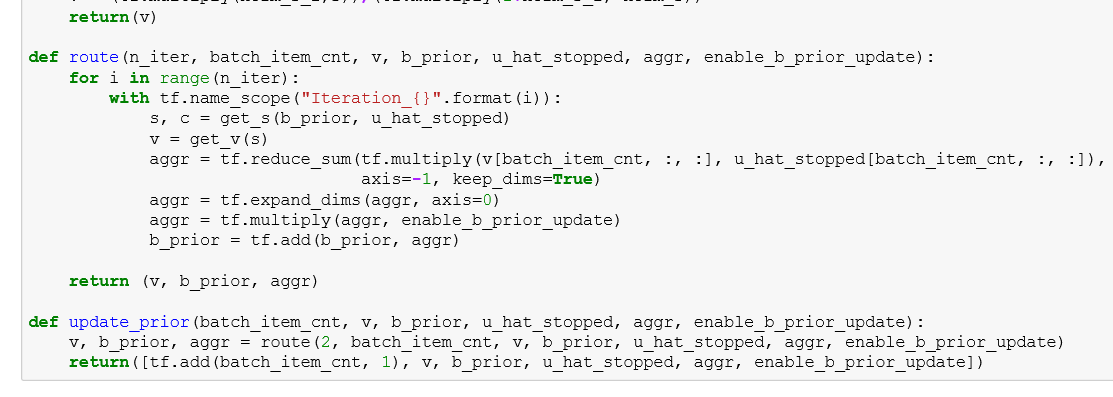 return(v)

def route(n_iter, batch_item_cnt, v, b_prior, u_hat_stopped, aggr, enable_b_prior_update):
    for i in range(n_iter):
        with tf.name_scope("Iteration_{}".format(i)):
            s, c = get_s(b_prior, u_hat_stopped)
            v = get_v(s)
            aggr = tf.reduce_sum(tf.multiply(v[batch_item_cnt, :, :], u_hat_stopped[batch_item_cnt, :, :]),
                                 axis=-1, keep_dims=True)
            aggr = tf.expand_dims(aggr, axis=0)
            aggr = tf.multiply(aggr, enable_b_prior_update)
            b_prior = tf.add(b_prior, aggr)

    return (v, b_prior, aggr)

def update_prior(batch_item_cnt, v, b_prior, u_hat_stopped, aggr, enable_b_prior_update):
    v, b_prior, aggr = route(2, batch_item_cnt, v, b_prior, u_hat_stopped, aggr, enable_b_prior_update)
    return([tf.add(batch_item_cnt, 1), v, b_prior, u_hat_stopped, aggr, enable_b_prior_update])